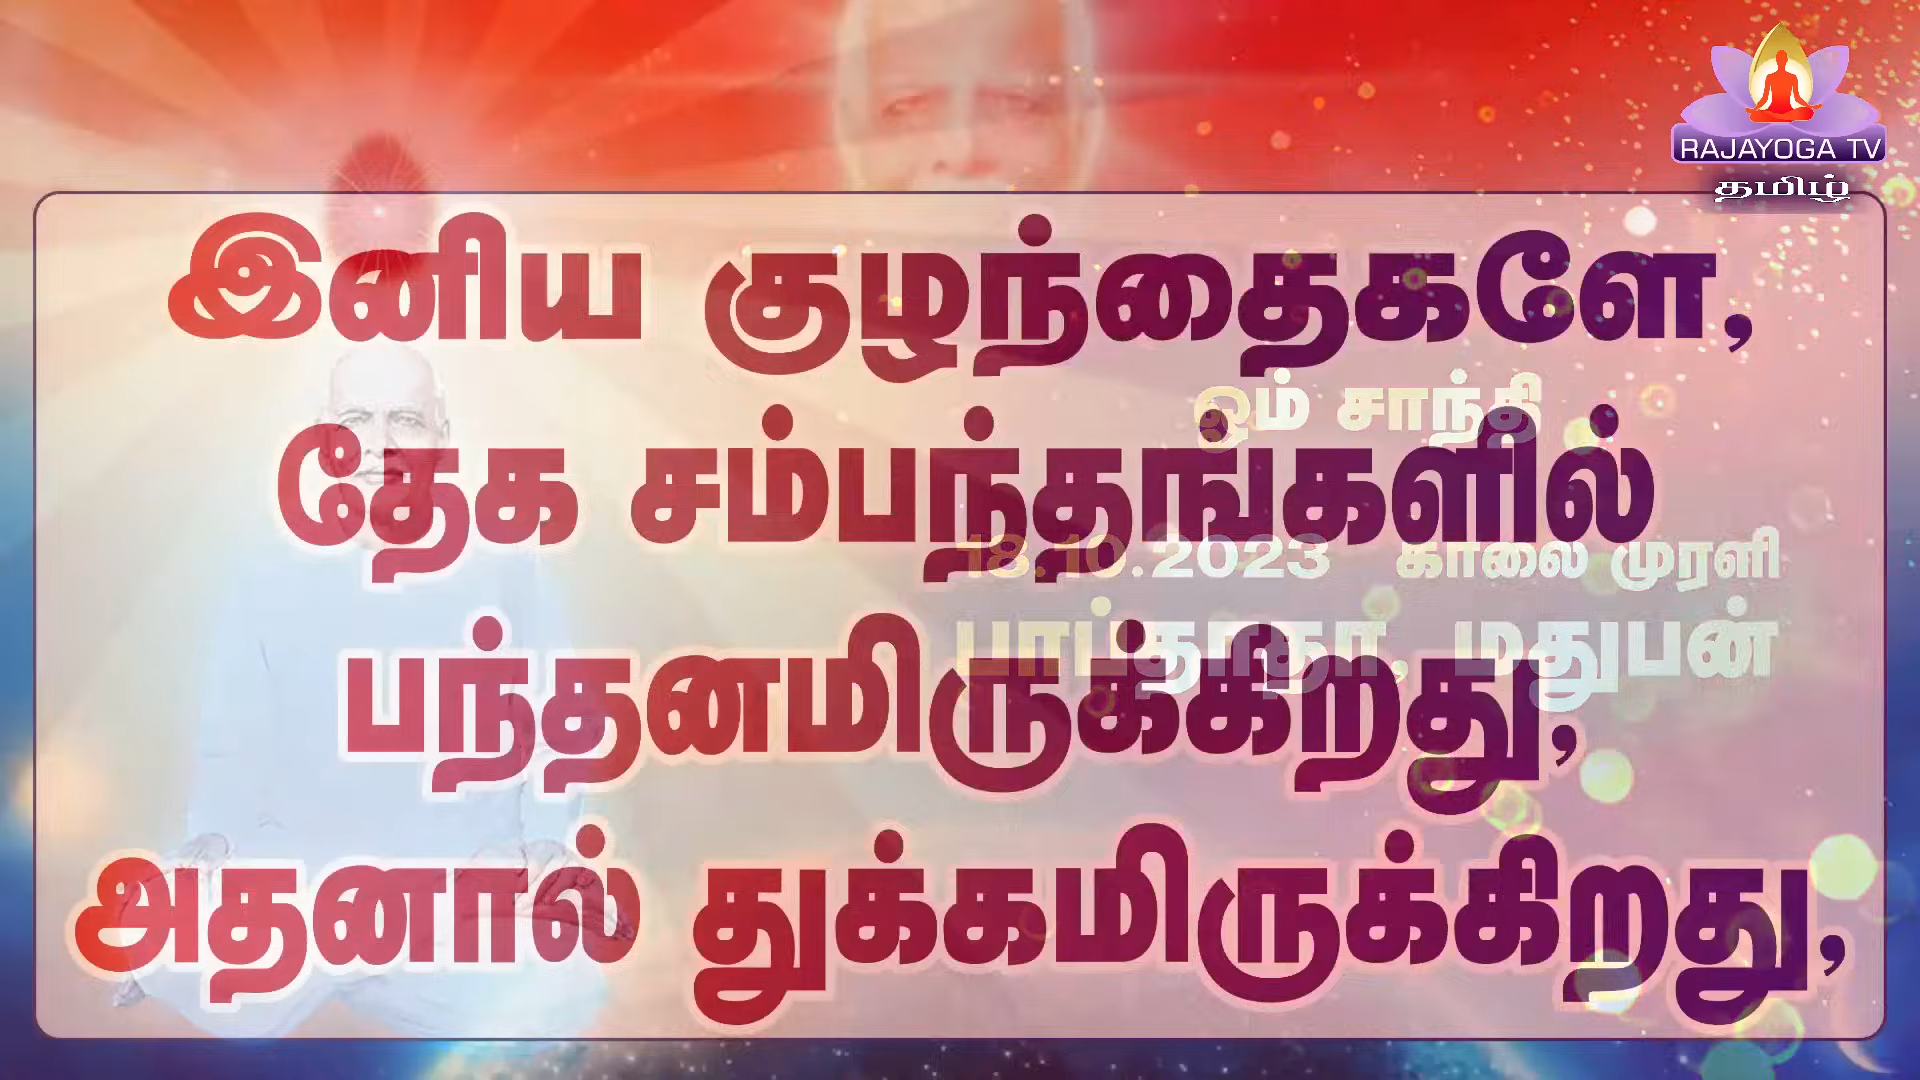 RAJAYOGA TV
தமிழ்
இனிய குழந்தைகளே,
ஓம் சாந்தி
தேக சம்பந்தங்களில்
18.10.2023 காலை முரளி
பாப்தாதா, மதுபன்
பந்தனமிருக்கிறது,
அதனால் துக்கமிருக்கிறது,